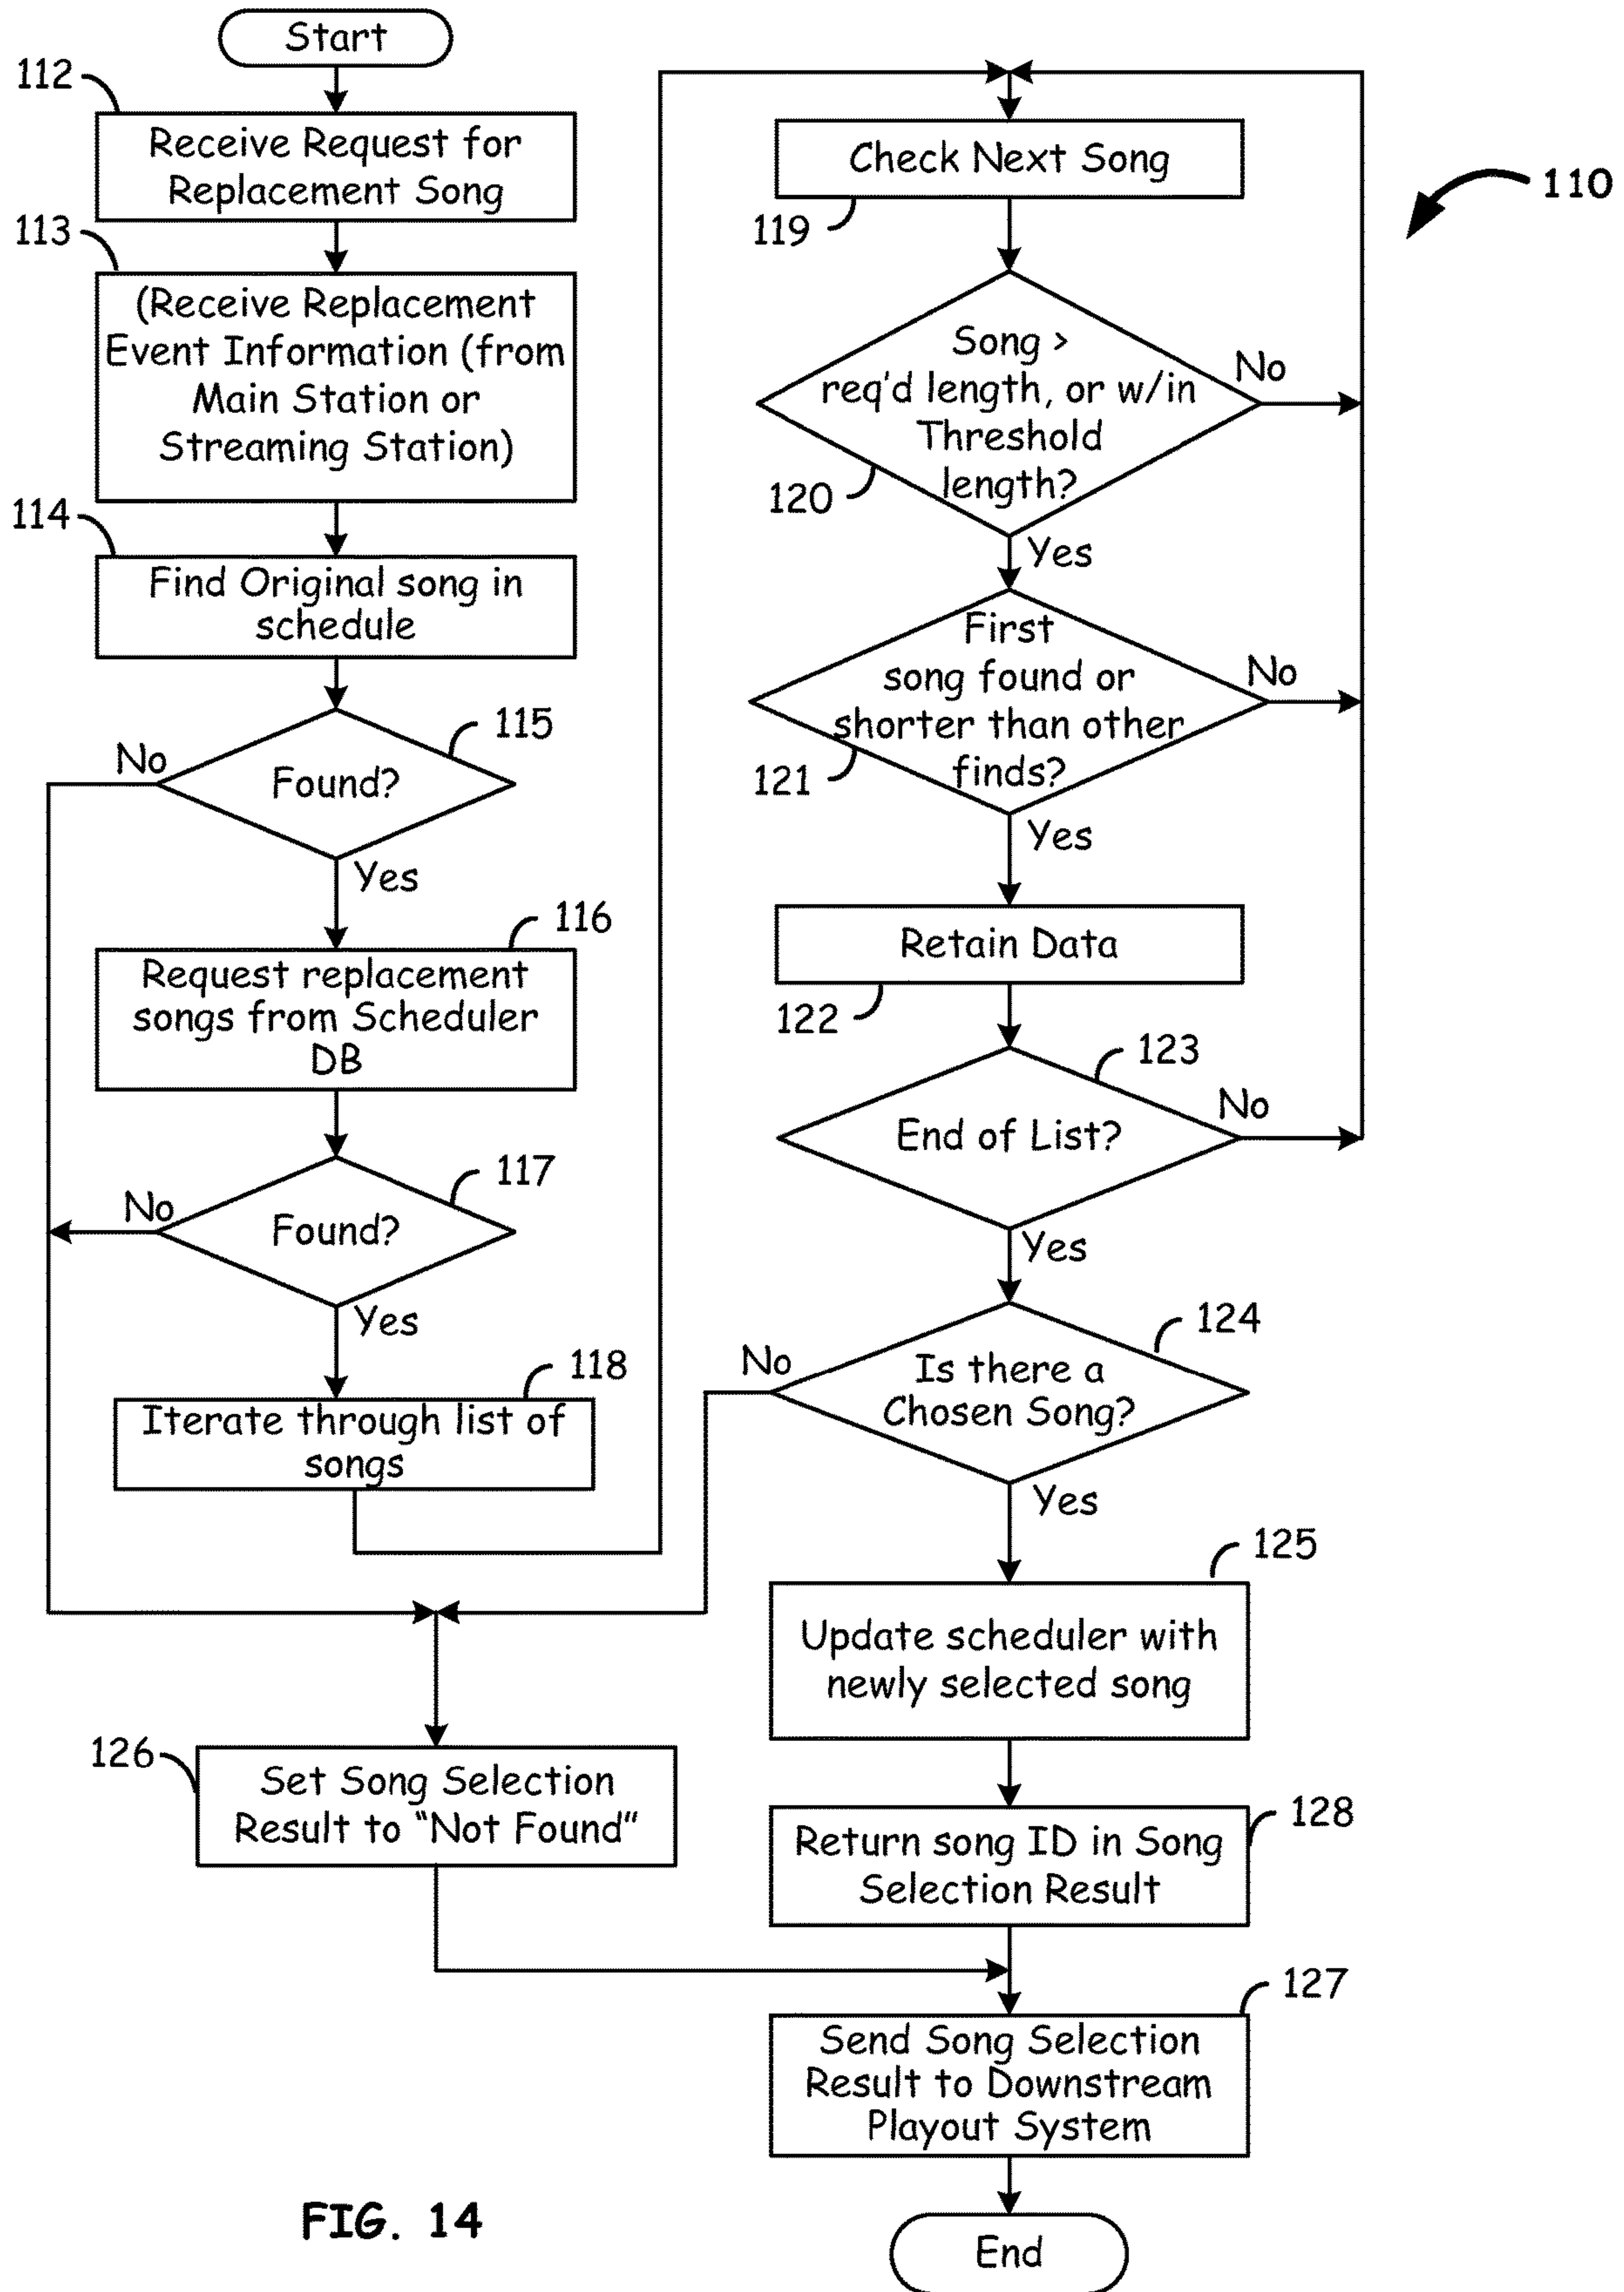 Start
112
Receive Request for
Replacement Song
113
(Receive Replacement
Event Information (from
Main Station or
Streaming Station)
114
Find Original song in
schedule
115
No
Found?
Yes
116
Request replacement
songs from Scheduler
DB
117
No
Found?
Yes
118
Iterate through list of
songs
126
Set Song Selection
Result to “Not Found”
110
Check Next Song
119
Song >
req'd length, or w/in
Threshold
length?
No
120
Yes
First
song found or
shorter than other
finds?
No
121
Yes
Retain Data
122
123
End of List?
No
Yes
124
No
Is there a
Chosen Song?
Yes
125
Update scheduler with
newly selected song
128
Return song ID in Song
Selection Result
127
Send Song Selection
Result to Downstream
Playout System
End
FIG. 14